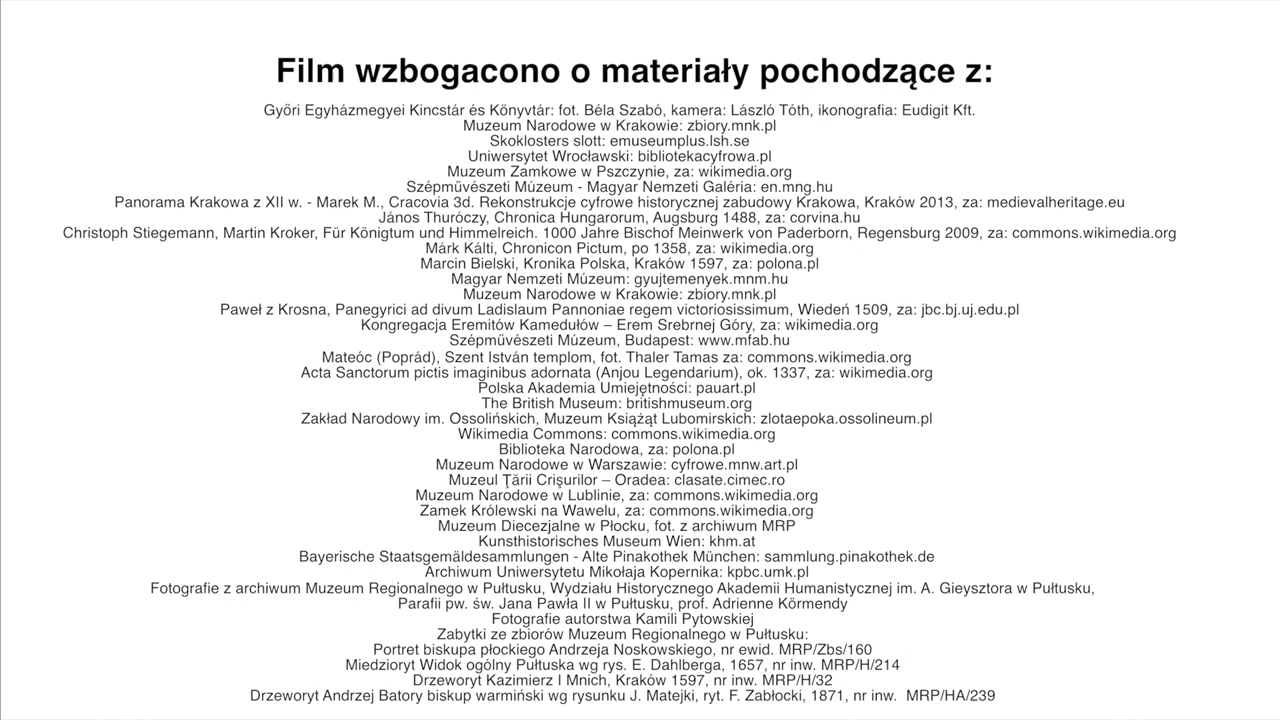 Film wzbogacono o materiały pochodzące z:
Győri Egyházmegyei Kincstár és Könyvtár: fot. Béla Szabó, kamera: László Tóth, ikonografia: Eudigit Kft.
Muzeum Narodowe w Krakowie: zbiory.mnk.pl
Skoklosters slott: emuseumplus.lsh.se
Uniwersytet Wrocławski: bibliotekacyfrowa.pl
Muzeum Zamkowe w Pszczynie, za: wikimedia.org
Szépművészeti Múzeum - Magyar Nemzeti Galéria: en.mng.hu
Panorama Krakowa z XII w. - Marek M., Cracovia 3d. Rekonstrukcje cyfrowe historycznej zabudowy Krakowa, Kraków 2013, za: medievalheritage.eu
János Thuróczy, Chronica Hungarorum, Augsburg 1488, za: corvina.hu
Christoph Stiegemann, Martin Kroker, Für Königtum und Himmelreich. 1000 Jahre Bischof Meinwerk von Paderborn, Regensburg 2009, za: commons.wikimedia.org
Márk Kálti, Chronicon Pictum, po 1358, za: wikimedia.org
Marcin Bielski, Kronika Polska, Kraków 1597, za: polona.pl
Magyar Nemzeti Múzeum: gyujtemenyek.mnm.hu
Muzeum Narodowe w Krakowie: zbiory.mnk.pl
Paweł z Krosna, Panegyrici ad divum Ladislaum Pannoniae regem victoriosissimum, Wiedeń 1509, za: jbc.bj.uj.edu.pl
Kongregacja Eremitów Kamedułów – Erem Srebrnej Góry, za: wikimedia.org
Szépművészeti Múzeum, Budapest: www.mfab.hu
Mateóc (Poprád), Szent István templom, fot. Thaler Tamas za: commons.wikimedia.org
Acta Sanctorum pictis imaginibus adornata (Anjou Legendarium), ok. 1337, za: wikimedia.org
Polska Akademia Umiejętności: pauart.pl
The British Museum: britishmuseum.org
Zakład Narodowy im. Ossolińskich, Muzeum Książąt Lubomirskich: zlotaepoka.ossolineum.pl
Wikimedia Commons: commons.wikimedia.org
Biblioteka Narodowa, za: polona.pl
Muzeum Narodowe w Warszawie: cyfrowe.mnw.art.pl
Muzeul Ţării Crişurilor – Oradea: clasate.cimec.ro
Muzeum Narodowe w Lublinie, za: commons.wikimedia.org
Zamek Królewski na Wawelu, za: commons.wikimedia.org
Muzeum Diecezjalne w Płocku, fot. z archiwum MRP
Kunsthistorisches Museum Wien: khm.at
Bayerische Staatsgemäldesammlungen - Alte Pinakothek München: sammlung.pinakothek.de
Archiwum Uniwersytetu Mikołaja Kopernika: kpbc.umk.pl
Fotografie z archiwum Muzeum Regionalnego w Pułtusku, Wydziału Historycznego Akademii Humanistycznej im. A. Gieysztora w Pułtusku,
Parafii pw. św. Jana Pawła II w Pułtusku, prof. Adrienne Körmendy
Fotografie autorstwa Kamili Pytowskiej
Zabytki ze zbiorów Muzeum Regionalnego w Pułtusku:
Portret biskupa płockiego Andrzeja Noskowskiego, nr ewid. MRP/Zbs/160
Miedzioryt Widok ogólny Pułtuska wg rys. E. Dahlberga, 1657, nr inw. MRP/H/214
Drzeworyt Kazimierz I Mnich, Kraków 1597, nr inw. MRP/H/32
Drzeworyt Andrzej Batory biskup warmiński wg rysunku J. Matejki, ryt. F. Zabłocki, 1871, nr inw. MRP/HA/239